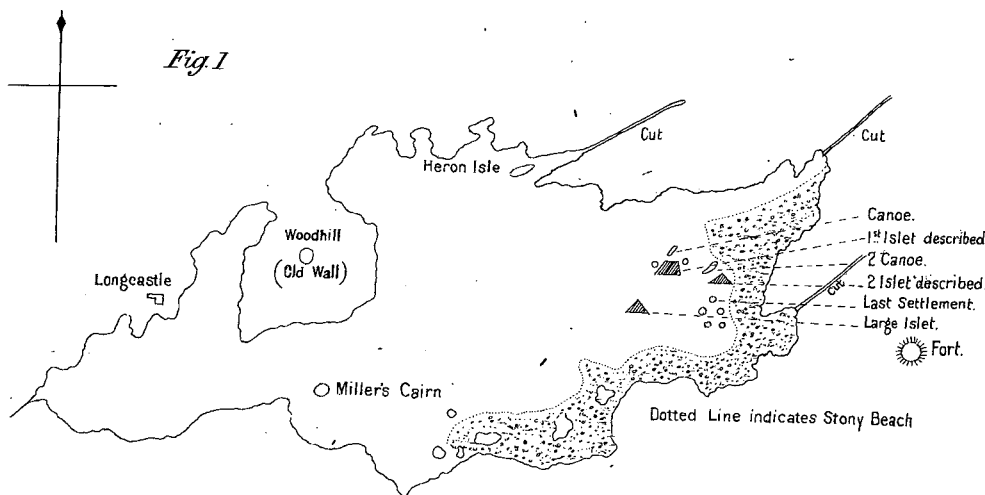 Fig. 1
Cut
Cut
Heron Isle
Canoe.
1st Islet described
Woodhill
(Old Wall)
2 Canoe.
Longcastle
2 Islet described
Cut
Last Settlement.
Large Islet.
Fort.
Miller's Cairn
Dotted Line indicates Stony Beach